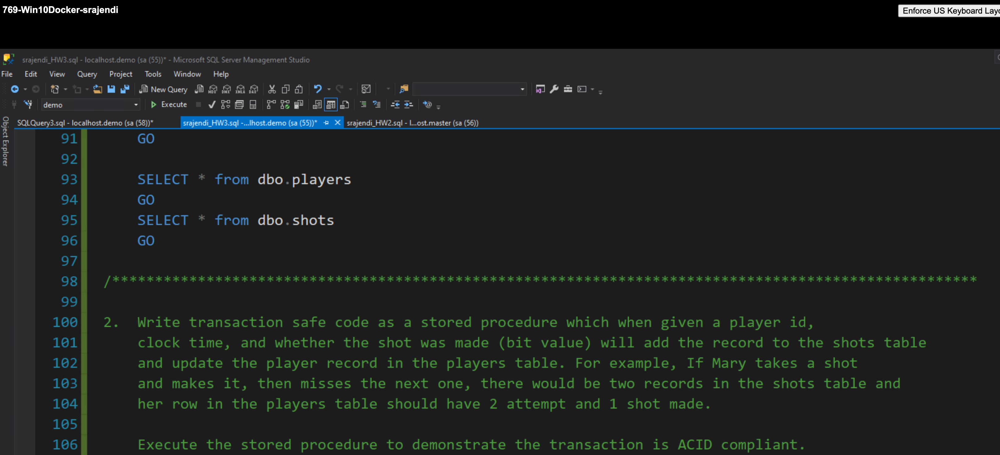 769-Win10Docker-srajendi
Enforce US Keyboard Layo
srajendi_HW3.sql - localhost.demo (sa (55))* - Microsoft SQL Server Management Studio
File Edit View Query Project Tools Window Help
New Query MDX DMX XMLA DAX
demo Execute
Object Explorer
SQLQuery3.sql - localhost.demo (sa (58))* srajendi_HW3.sql -...lhost.demo (sa (55))* srajendi_HW2.sql - l...ost.master (sa (56))
91 GO
92
93 SELECT * from dbo.players
94 GO
95 SELECT * from dbo.shots
96 GO
97
98 /*****************************************************************************************************
99
100 2. Write transaction safe code as a stored procedure which when given a player id,
101 clock time, and whether the shot was made (bit value) will add the record to the shots table
102 and update the player record in the players table. For example, If Mary takes a shot
103 and makes it, then misses the next one, there would be two records in the shots table and
104 her row in the players table should have 2 attempt and 1 shot made.
105
106 Execute the stored procedure to demonstrate the transaction is ACID compliant.